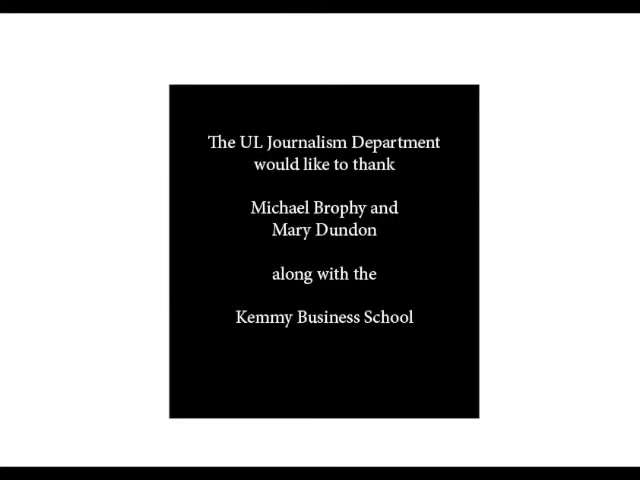 The UL Journalism Department
would like to thank
Michael Brophy and
Mary Dundon
along with the
Kemmy Business School